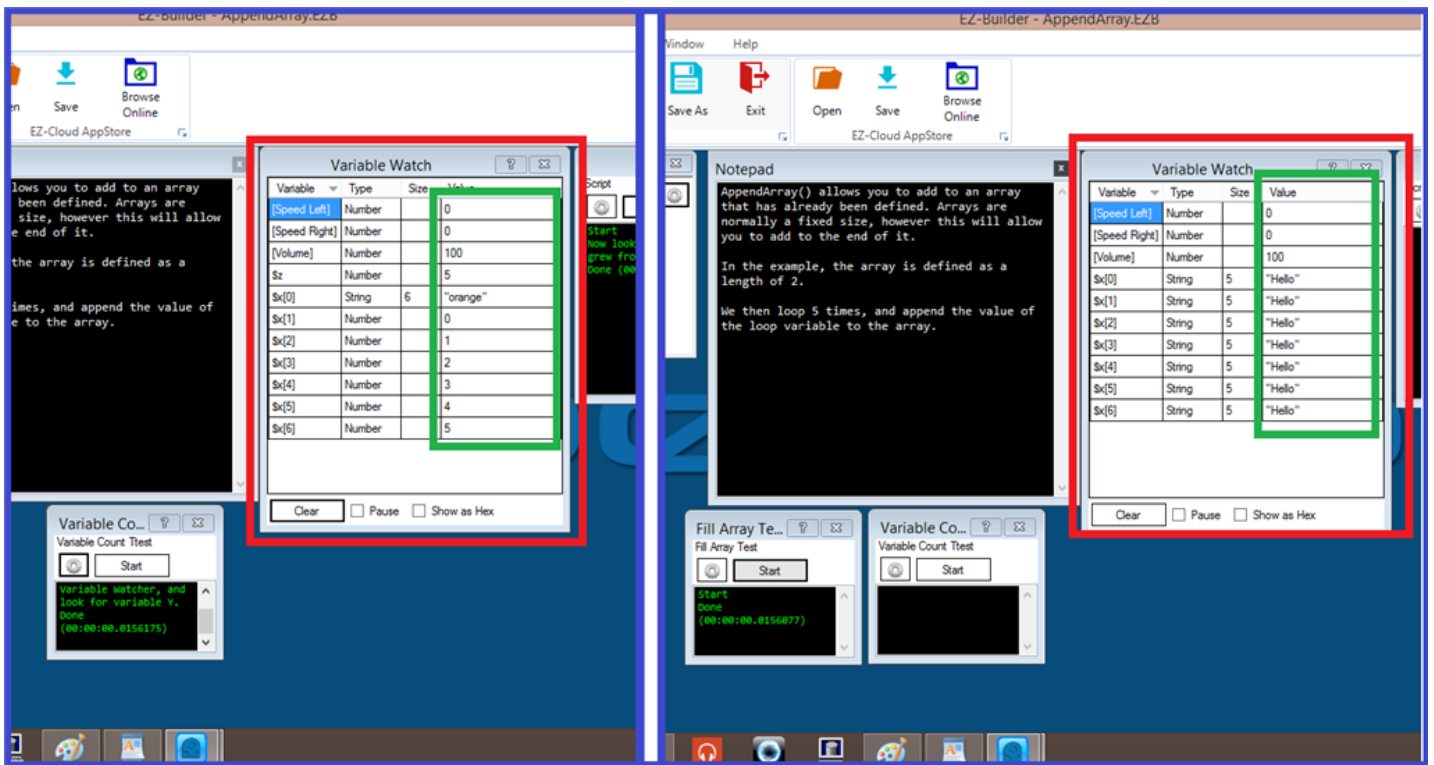 EZ-Builder - AppendArray.EZB
Save
Browse
Online
EZ-Cloud AppStore
lows you to add to an array
been defined. Arrays are
size, however this will allow
e end of it.
the array is defined as a
imes, and append the value of
e to the array.
Variable Watch
Variable Type Size Value
[Speed Left] Number 0
[Speed Right] Number 0
[Volume] Number 100
$z Number 5
$x[0] String 6 "orange"
$x[1] Number 0
$x[2] Number 1
$x[3] Number 2
$x[4] Number 3
$x[5] Number 4
$x[6] Number 5
Clear Pause Show as Hex
Script
Start
Now look
grew fro
Done (00
Variable Co...
Variable Count Ttest
Start
Variable Watcher, and
look for variable Y.
Done
(00:00:00.0156175)
EZ-Builder - AppendArray.EZB
Window Help
Save As Exit Open Save
Browse
Online
EZ-Cloud AppStore
Notepad
AppendArray() allows you to add to an array
that has already been defined. Arrays are
normally a fixed size, however this will allow
you to add to the end of it.
In the example, the array is defined as a
length of 2.
We then loop 5 times, and append the value of
the loop variable to the array.
Variable Watch
Variable Type Size Value
[Speed Left] Number 0
[Speed Right] Number 0
[Volume] Number 100
$x[0] String 5 "Hello"
$x[1] String 5 "Hello"
$x[2] String 5 "Hello"
$x[3] String 5 "Hello"
$x[4] String 5 "Hello"
$x[5] String 5 "Hello"
$x[6] String 5 "Hello"
Clear Pause Show as Hex
Fill Array Te...
Fill Array Test
Start
Start
Done
(00:00:00.0156077)
Variable Co...
Variable Count Ttest
Start